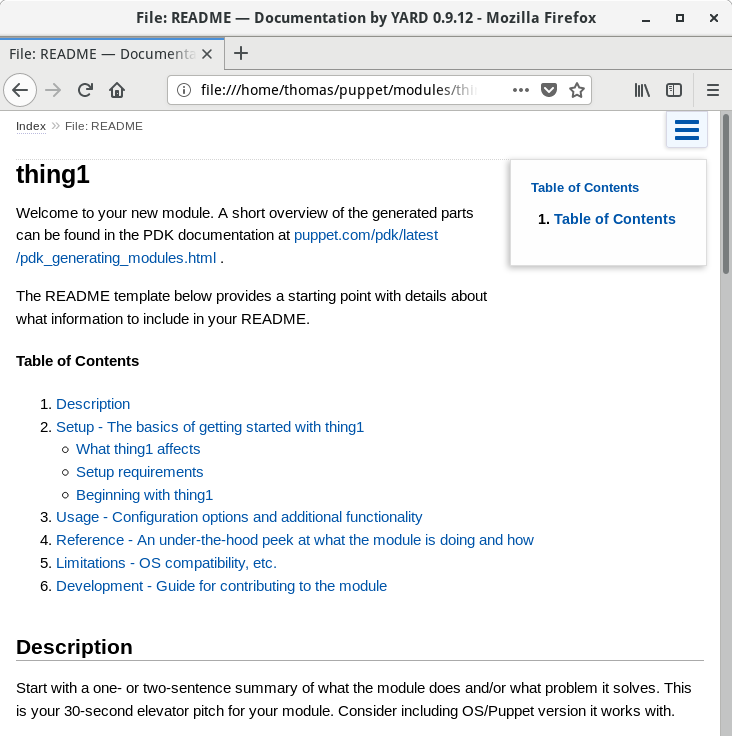 File: README — Documentation by YARD 0.9.12 - Mozilla Firefox
File: README — Documenta
file:///home/thomas/puppet/modules/thi
Index » File: README
thing1
Table of Contents
1. Table of Contents
Welcome to your new module. A short overview of the generated parts
can be found in the PDK documentation at puppet.com/pdk/latest
/pdk_generating_modules.html .
The README template below provides a starting point with details about
what information to include in your README.
Table of Contents
1. Description
2. Setup - The basics of getting started with thing1
What thing1 affects
Setup requirements
Beginning with thing1
3. Usage - Configuration options and additional functionality
4. Reference - An under-the-hood peek at what the module is doing and how
5. Limitations - OS compatibility, etc.
6. Development - Guide for contributing to the module
Description
Start with a one- or two-sentence summary of what the module does and/or what problem it solves. This
is your 30-second elevator pitch for your module. Consider including OS/Puppet version it works with.